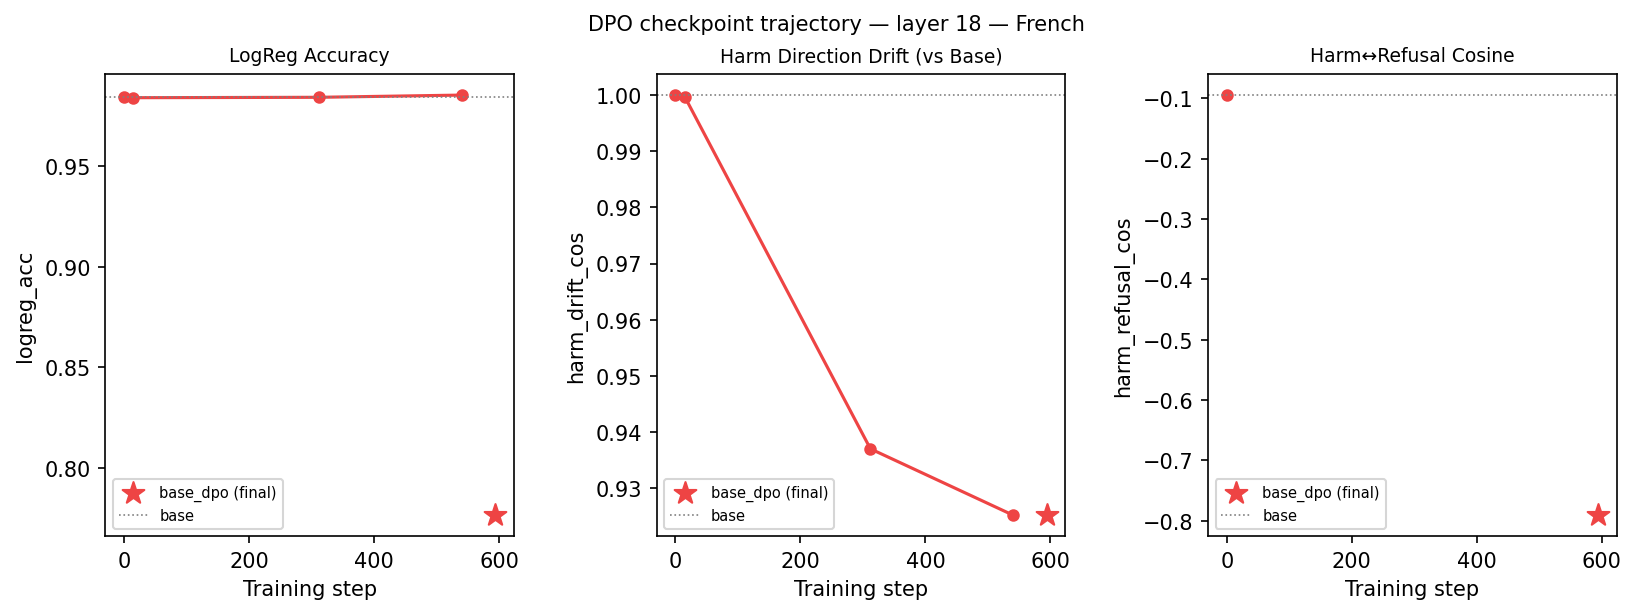 DPO checkpoint trajectory — layer 18 — French
LogReg Accuracy
logreg_acc
0.95
0.90
0.85
0.80
base_dpo (final)
base
0
200
400
600
Training step
Harm Direction Drift (vs Base)
harm_drift_cos
1.00
0.99
0.98
0.97
0.96
0.95
0.94
0.93
base_dpo (final)
base
0
200
400
600
Training step
Harm↔Refusal Cosine
harm_refusal_cos
−0.1
−0.2
−0.3
−0.4
−0.5
−0.6
−0.7
−0.8
base_dpo (final)
base
0
200
400
600
Training step